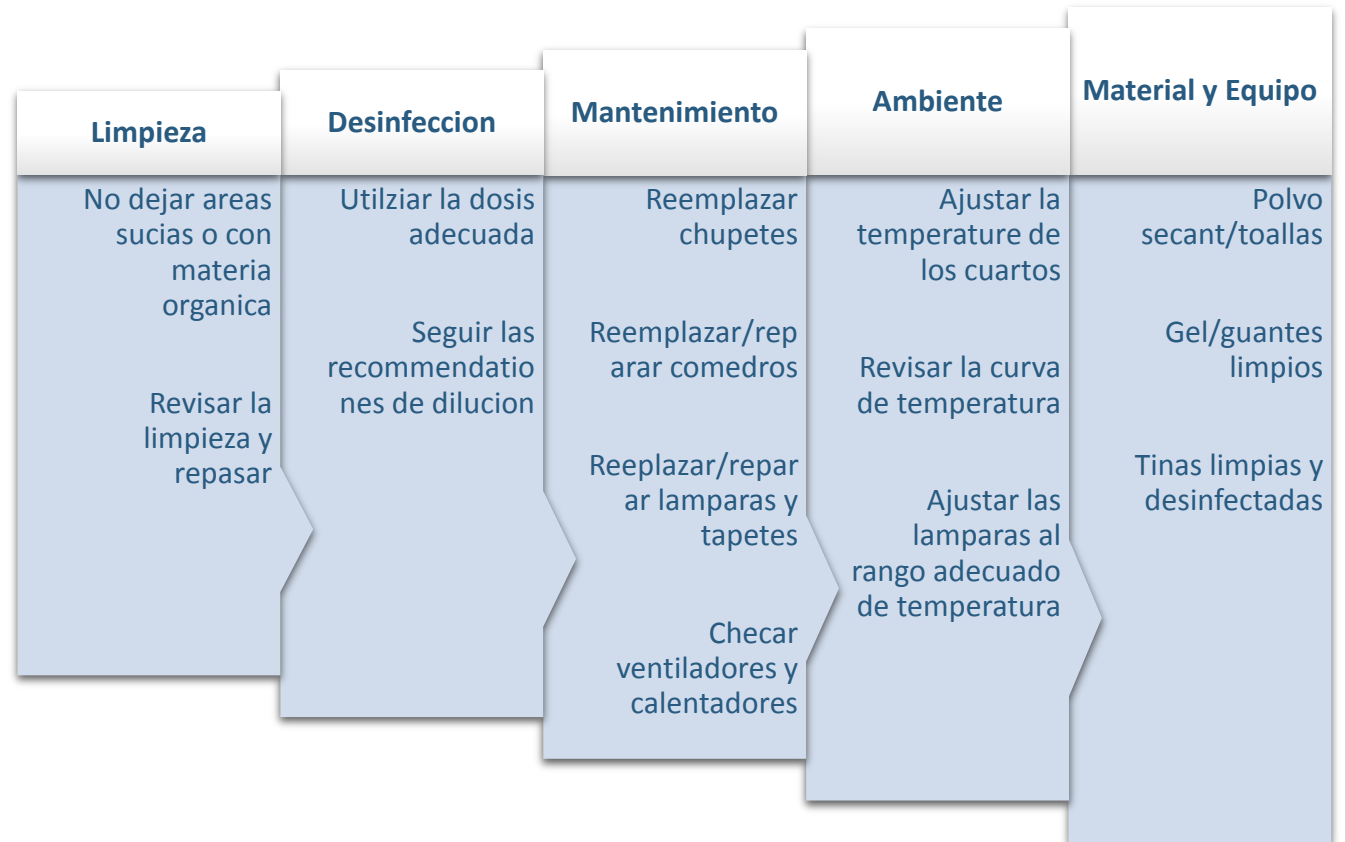 Limpieza
No dejar areas
sucias o con
materia
organica
Revisar la
limpieza y
repasar
Desinfeccion
Utilziar la dosis
adecuada
Seguir las
recommendatio
nes de dilucion
Mantenimiento
Reemplazar
chupetes
Reemplazar/rep
arar comedros
Reeplazar/repar
ar lamparas y
tapetes
Checar
ventiladores y
calentadores
Ambiente
Ajustar la
temperature de
los cuartos
Revisar la curva
de temperatura
Ajustar las
lamparas al
rango adecuado
de temperatura
Material y Equipo
Polvo
secant/toallas
Gel/guantes
limpios
Tinas limpias y
desinfectadas